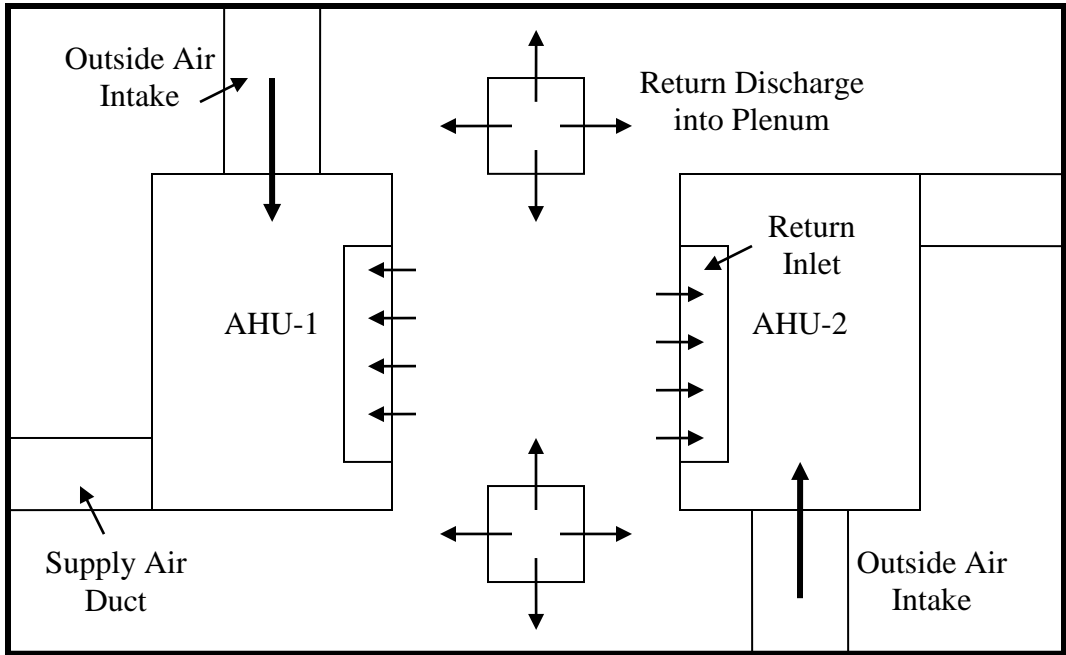 Outside Air
Intake
Return Discharge
into Plenum
Return
Inlet
AHU-1
AHU-2
Supply Air
Duct
Outside Air
Intake